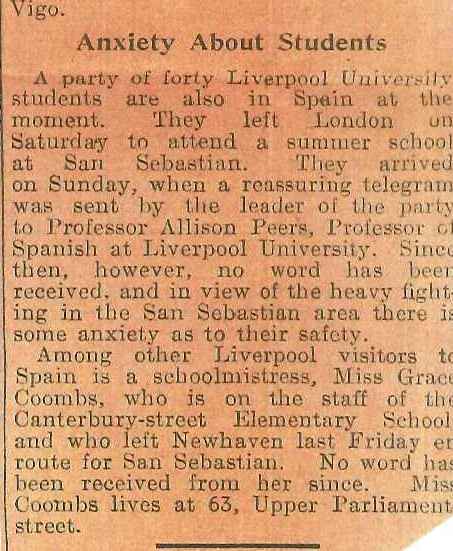 Vigo.
Anxiety About Students
A party of forty Liverpool University
students are also in Spain at the
moment. They left London on
Saturday to attend a summer school
at San Sebastian. They arrived
on Sunday, when a reassuring telegram
was sent by the leader of the party
to Professor Allison Peers, Professor of
Spanish at Liverpool University. Since
then, however, no word has been
received, and in view of the heavy fight-
ing in the San Sebastian area there is
some anxiety as to their safety.
Among other Liverpool visitors to
Spain is a schoolmistress, Miss Grace
Coombs, who is on the staff of the
Canterbury-street Elementary School
and who left Newhaven last Friday en
route for San Sebastian. No word has
been received from her since. Miss
Coombs lives at 63, Upper Parliament
street.